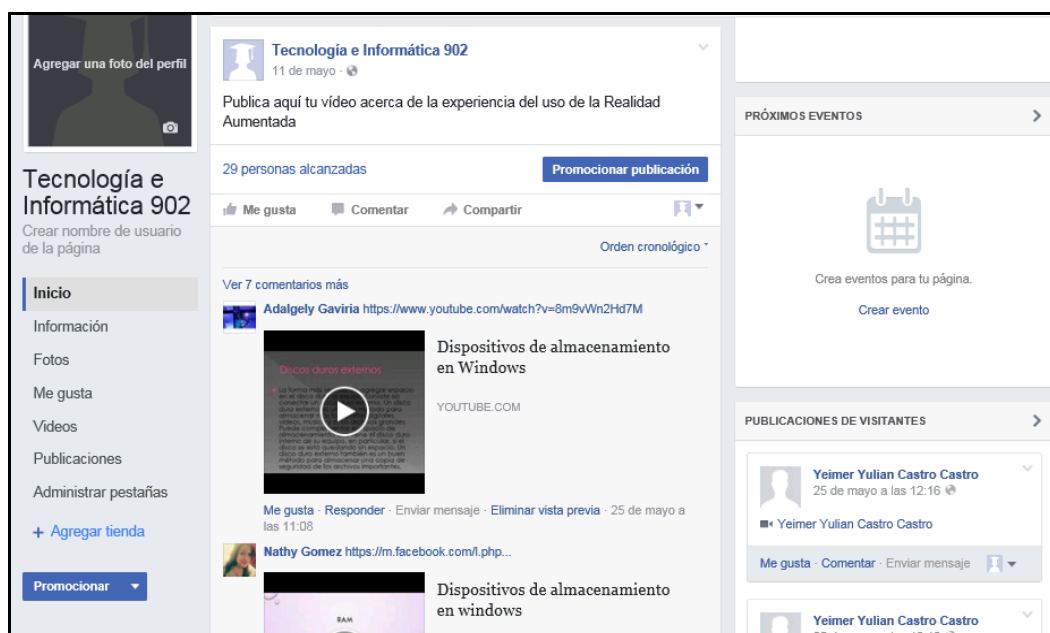 Agregar una foto del perfil
Tecnología e
Informática 902
Crear nombre de usuario
de la página
Inicio
Información
Fotos
Me gusta
Videos
Publicaciones
Administrar pestañas
+ Agregar tienda
Promocionar
Tecnología e Informática 902
11 de mayo ·
Publica aquí tu vídeo acerca de la experiencia del uso de la Realidad
Aumentada
29 personas alcanzadas
Promocionar publicación
Me gusta Comentar Compartir
Orden cronológico
Ver 7 comentarios más
Adalgely Gaviria https://www.youtube.com/watch?v=8m9vWn2Hd7M
Discos duros externos
Dispositivos de almacenamiento
en Windows
YOUTUBE.COM
Me gusta · Responder · Enviar mensaje · Eliminar vista previa · 25 de mayo a
las 11:08
Nathy Gomez https://m.facebook.com/l.php...
RAM
Dispositivos de almacenamiento
en windows
PRÓXIMOS EVENTOS
Crea eventos para tu página.
Crear evento
PUBLICACIONES DE VISITANTES
Yeimer Yulian Castro Castro
25 de mayo a las 12:16
Yeimer Yulian Castro Castro
Me gusta · Comentar · Enviar mensaje
Yeimer Yulian Castro Castro